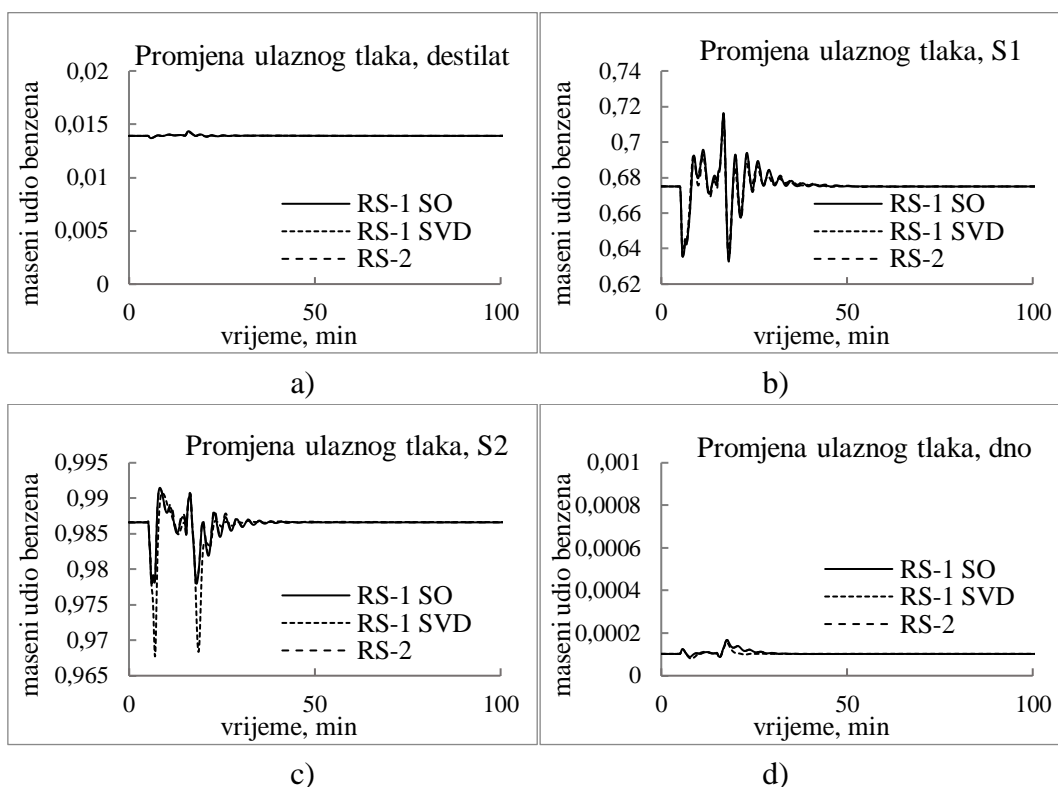 Promjena ulaznog tlaka, destilat
maseni udio benzena
0,02
0,015
0,01
0,005
0
RS-1 SO
RS-1 SVD
RS-2
0
50
100
vrijeme, min
a)
Promjena ulaznog tlaka, S1
maseni udio benzena
0,74
0,72
0,7
0,68
0,66
0,64
0,62
RS-1 SO
RS-1 SVD
RS-2
0
50
100
vrijeme, min
b)
Promjena ulaznog tlaka, S2
maseni udio benzena
0,995
0,99
0,985
0,98
0,975
0,97
0,965
RS-1 SO
RS-1 SVD
RS-2
0
50
100
vrijeme, min
c)
Promjena ulaznog tlaka, dno
maseni udio benzena
0,001
0,0008
0,0006
0,0004
0,0002
0
RS-1 SO
RS-1 SVD
RS-2
0
50
100
vrijeme, min
d)